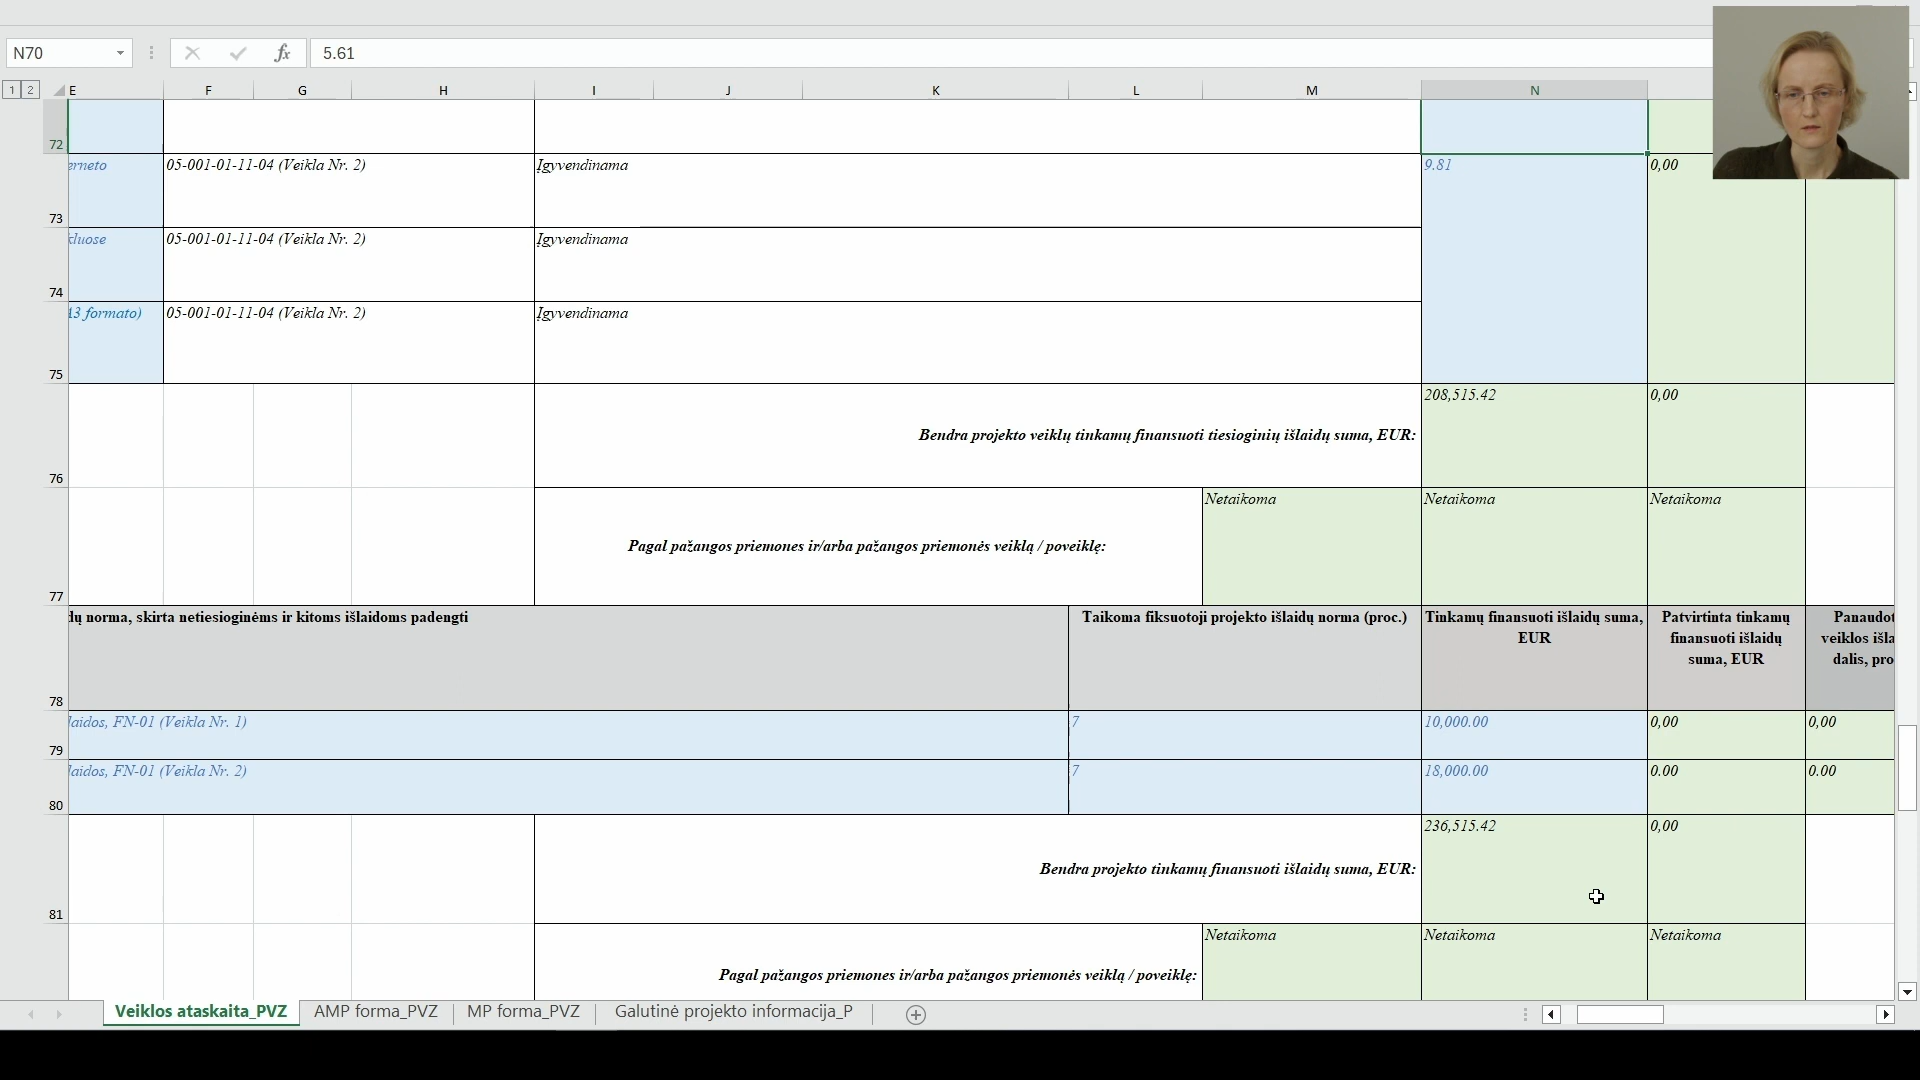 N70
fx
5.61
1 2
E F G H I J K L M N
72
erneto 05-001-01-11-04 (Veikla Nr. 2) Įgyvendinama 9.81 0,00
73
kluose 05-001-01-11-04 (Veikla Nr. 2) Įgyvendinama
74
A3 formato) 05-001-01-11-04 (Veikla Nr. 2) Įgyvendinama
75
208,515.42 0,00
Bendra projekto veiklų tinkamų finansuoti tiesioginių išlaidų suma, EUR:
76
Netaikoma Netaikoma Netaikoma
Pagal pažangos priemones ir/arba pažangos priemonės veiklą / poveiklę:
77
dų norma, skirta netiesioginėms ir kitoms išlaidoms padengti Taikoma fiksuotoji projekto išlaidų norma (proc.) Tinkamų finansuoti išlaidų suma, Patvirtinta tinkamų Panaudot
EUR finansuoti išlaidų veiklos išla
suma, EUR dalis, pro
78
laidos, FN-01 (Veikla Nr. 1) 7 10,000.00 0,00 0,00
79
laidos, FN-01 (Veikla Nr. 2) 7 18,000.00 0.00 0.00
80
236,515.42 0,00
Bendra projekto tinkamų finansuoti išlaidų suma, EUR:
81
Netaikoma Netaikoma Netaikoma
Pagal pažangos priemones ir/arba pažangos priemonės veiklą / poveiklę:
Veiklos ataskaita_PVZ AMP forma_PVZ MP forma_PVZ Galutinė projekto informacija_P